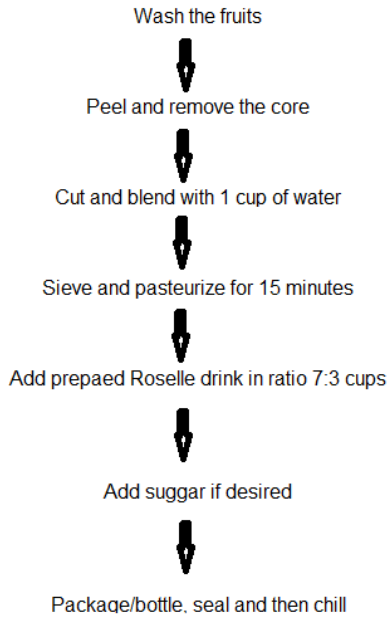 Wash the fruits
Peel and remove the core
Cut and blend with 1 cup of water
Sieve and pasteurize for 15 minutes
Add prepaed Roselle drink in ratio 7:3 cups
Add suggar if desired
Package/bottle, seal and then chill